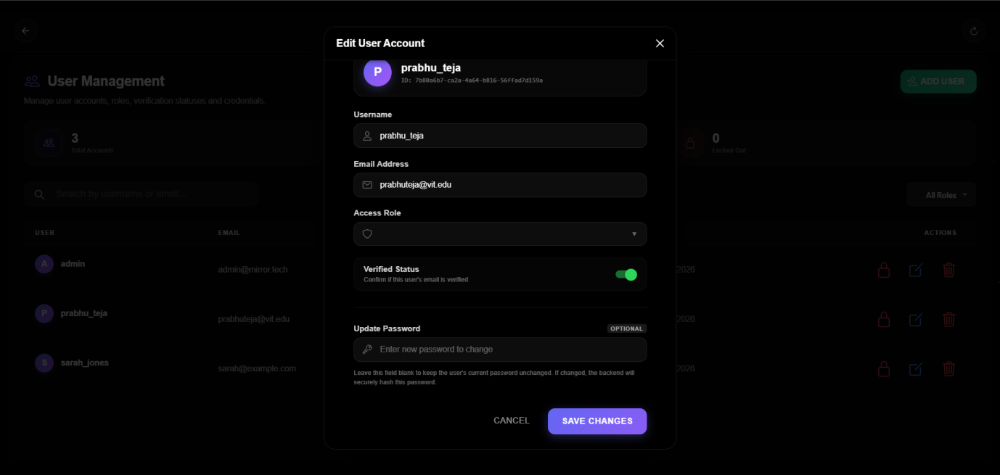 Edit User Account
P
prabhu_teja
ID: 7b80a6b7-ca2a-4a64-b816-56ffad7d159a
User Management
Manage user accounts, roles, verification statuses and credentials.
ADD USER
3
Total Accounts
0
Locked Out
Search by username or email...
All Roles
USER
EMAIL
ACTIONS
A
admin
admin@mirror.tech
2026
P
prabhu_teja
prabhuteja@vit.edu
2026
S
sarah_jones
sarah@example.com
2026
Username
prabhu_teja
Email Address
prabhuteja@vit.edu
Access Role
Verified Status
Confirm if this user's email is verified
Update Password
OPTIONAL
Enter new password to change
Leave this field blank to keep the user's current password unchanged. If changed, the backend will
securely hash this password.
CANCEL
SAVE CHANGES